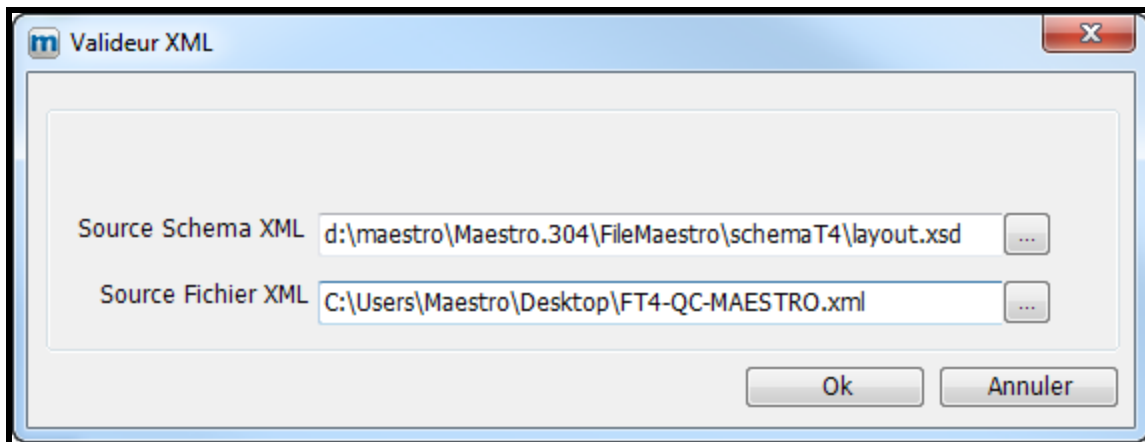 m Valideur XML
x
Source Schema XML d:\maestro\Maestro.304\FileMaestro\schemaT4\layout.xsd ...
Source Fichier XML C:\Users\Maestro\Desktop\FT4-QC-MAESTRO.xml ...
Ok Annuler